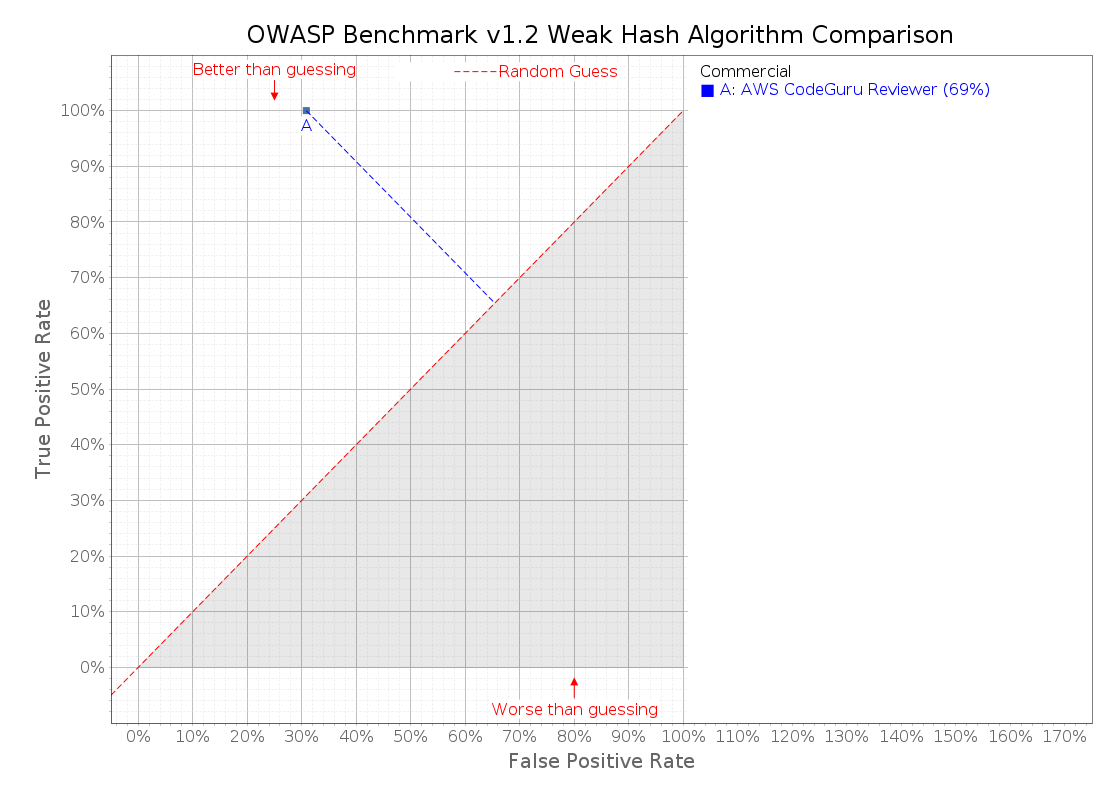 OWASP Benchmark v1.2 Weak Hash Algorithm Comparison
Better than guessing
Random Guess
Commercial
A: AWS CodeGuru Reviewer (69%)
A
100%
90%
80%
70%
60%
50%
40%
30%
20%
10%
0%
True Positive Rate
Worse than guessing
0% 10% 20% 30% 40% 50% 60% 70% 80% 90% 100% 110% 120% 130% 140% 150% 160% 170%
False Positive Rate